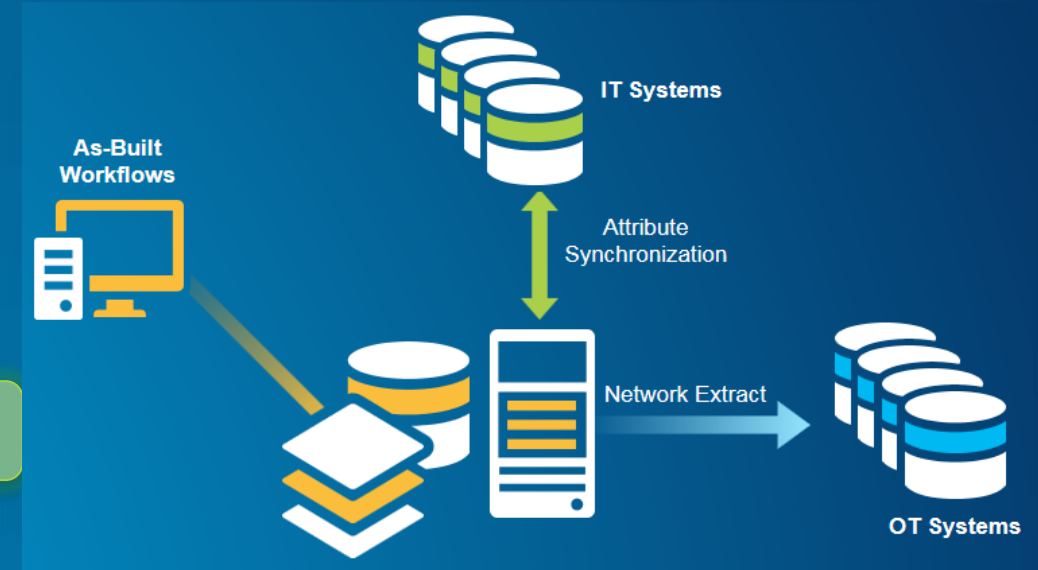 IT Systems
As-Built
Workflows
Attribute
Synchronization
Network Extract
OT Systems